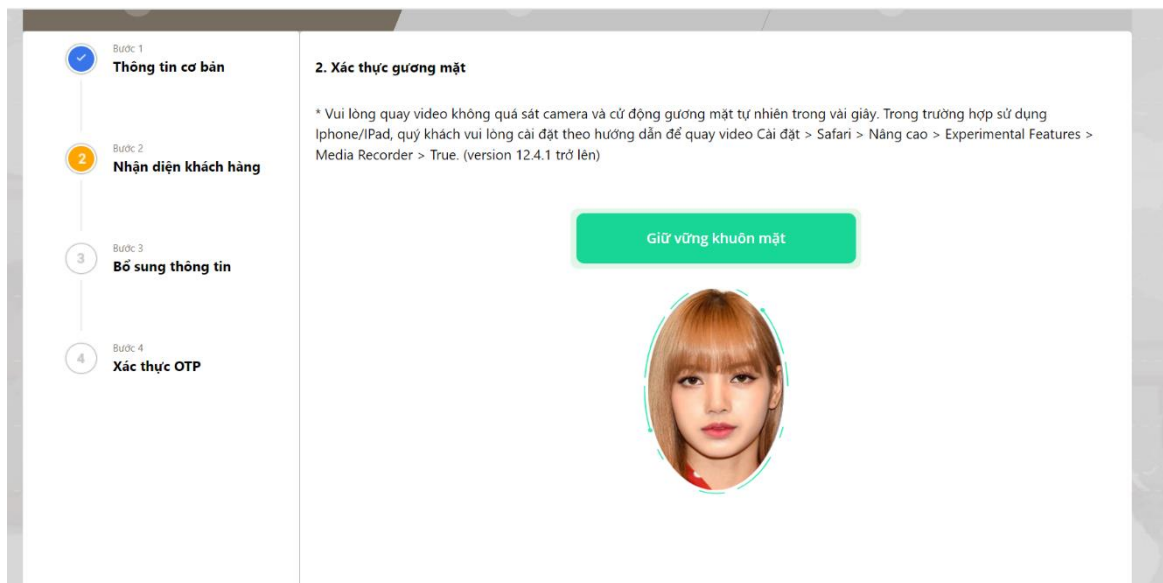 Bước 1
Thông tin cơ bản
2
Bước 2
Nhận diện khách hàng
3
Bước 3
Bổ sung thông tin
4
Bước 4
Xác thực OTP
2. Xác thực gương mặt
* Vui lòng quay video không quá sát camera và cử động gương mặt tự nhiên trong vài giây. Trong trường hợp sử dụng
Iphone/IPad, quý khách vui lòng cài đặt theo hướng dẫn để quay video Cài đặt > Safari > Nâng cao > Experimental Features >
Media Recorder > True. (version 12.4.1 trở lên)
Giữ vững khuôn mặt